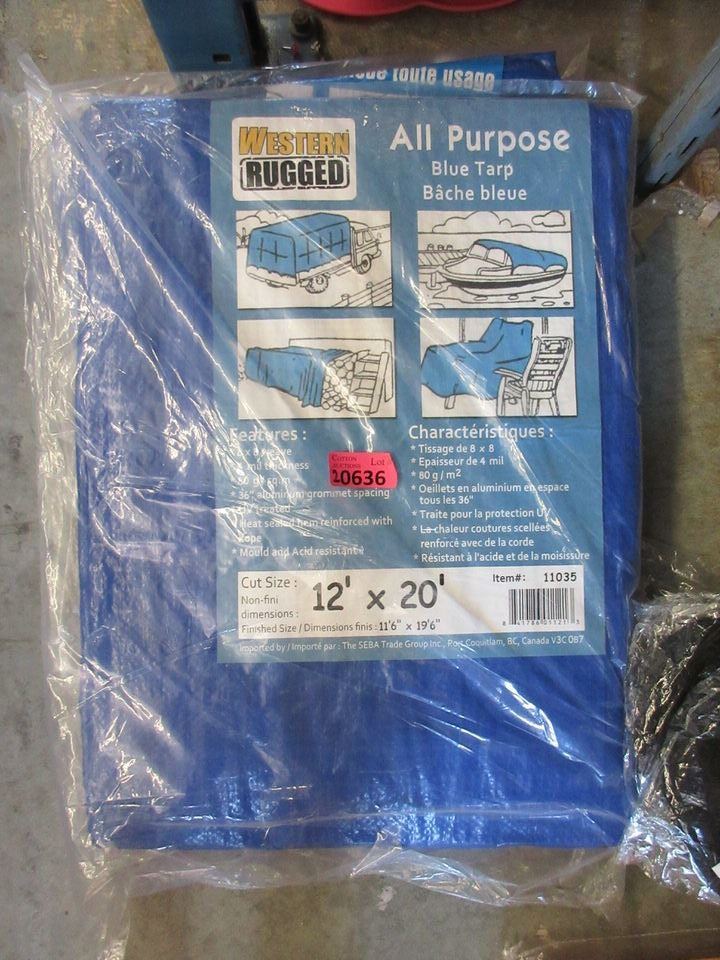 toute usage
WESTERN
RUGGED
All Purpose
Blue Tarp
Bâche bleue
Features :
mil thickness
* 36" aluminum grommet spacing
treated
Heat sealed hem reinforced with
Rope
* Mould and Acid resistant
COTTON
AUCTIONS
Lot
20636
Charactéristiques :
* Tissage de 8 x 8
* Epaisseur de 4 mil
* 80 g / m²
* Oeillets en aluminium en espace
tous les 36"
* Traite pour la protection UV
* La chaleur coutures scellées
renforcé avec de la corde
* Résistant à l'acide et de la moisissure
Cut Size :
Non-fini
dimensions :
12' x 20'
Item#: 11035
Finished Size / Dimensions finis : 11'6" x 19'6"
Imported by / Importé par : The SEBA Trade Group Inc., Port Coquitlam, BC, Canada V3C 0B7